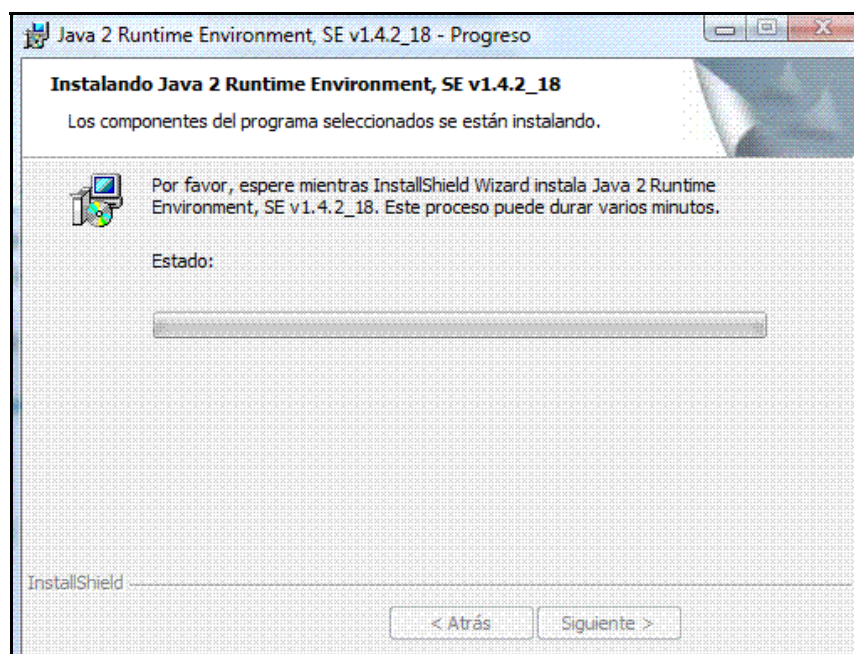 Java 2 Runtime Environment, SE v1.4.2_18 - Progreso
Instalando Java 2 Runtime Environment, SE v1.4.2_18
Los componentes del programa seleccionados se están instalando.
Por favor, espere mientras InstallShield Wizard instala Java 2 Runtime
Environment, SE v1.4.2_18. Este proceso puede durar varios minutos.
Estado:
InstallShield
< Atrás
Siguiente >